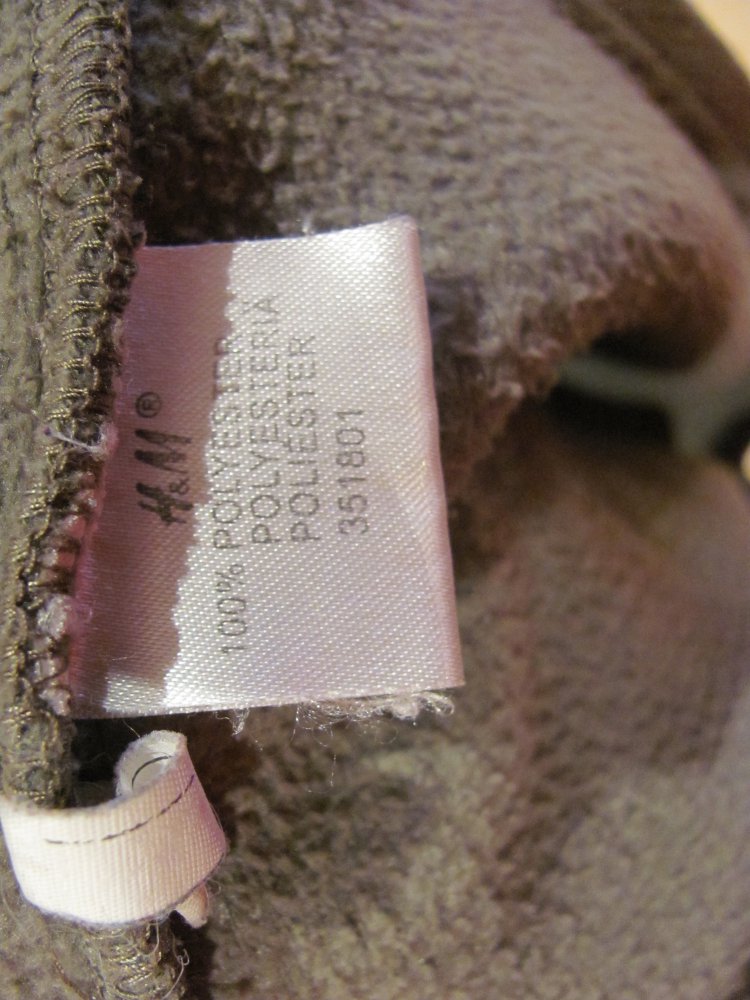 H&M®
100% POLYESTER
POLYESTERIA
POLIÉSTER
351801